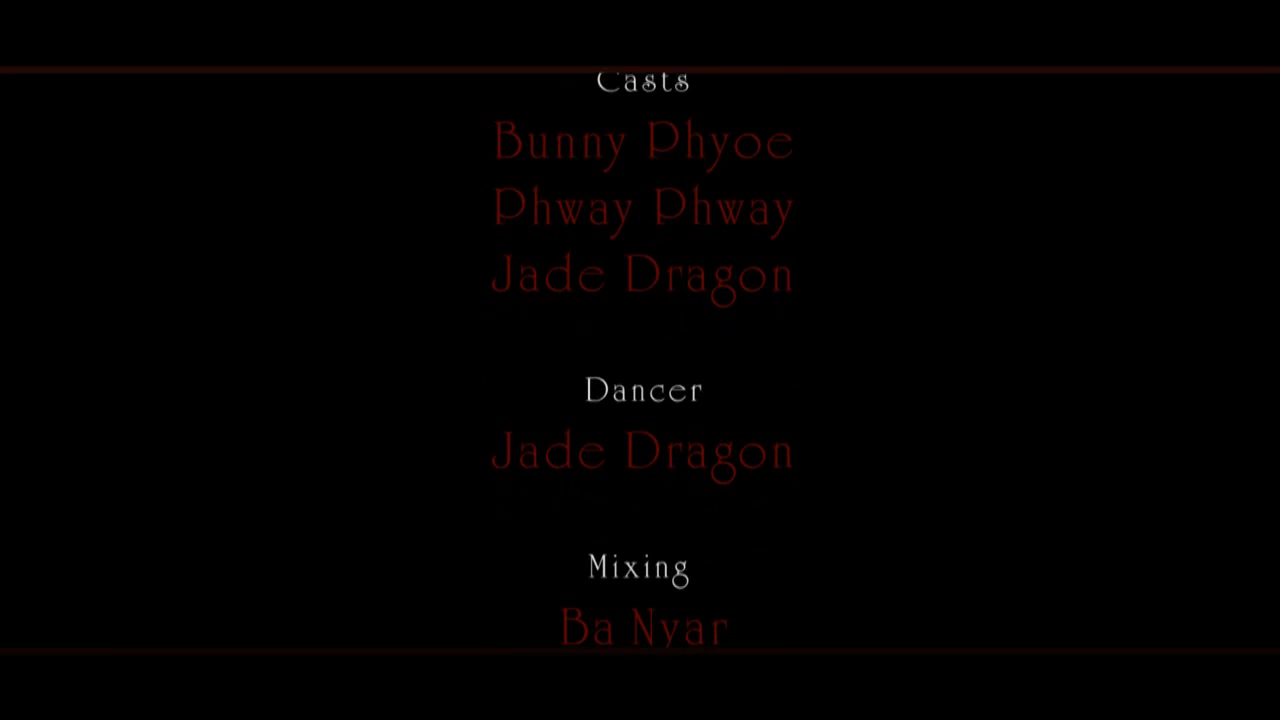 Casts
Bunny Phyoe
Phway Phway
Jade Dragon
Dancer
Jade Dragon
Mixing
Ba Nyar